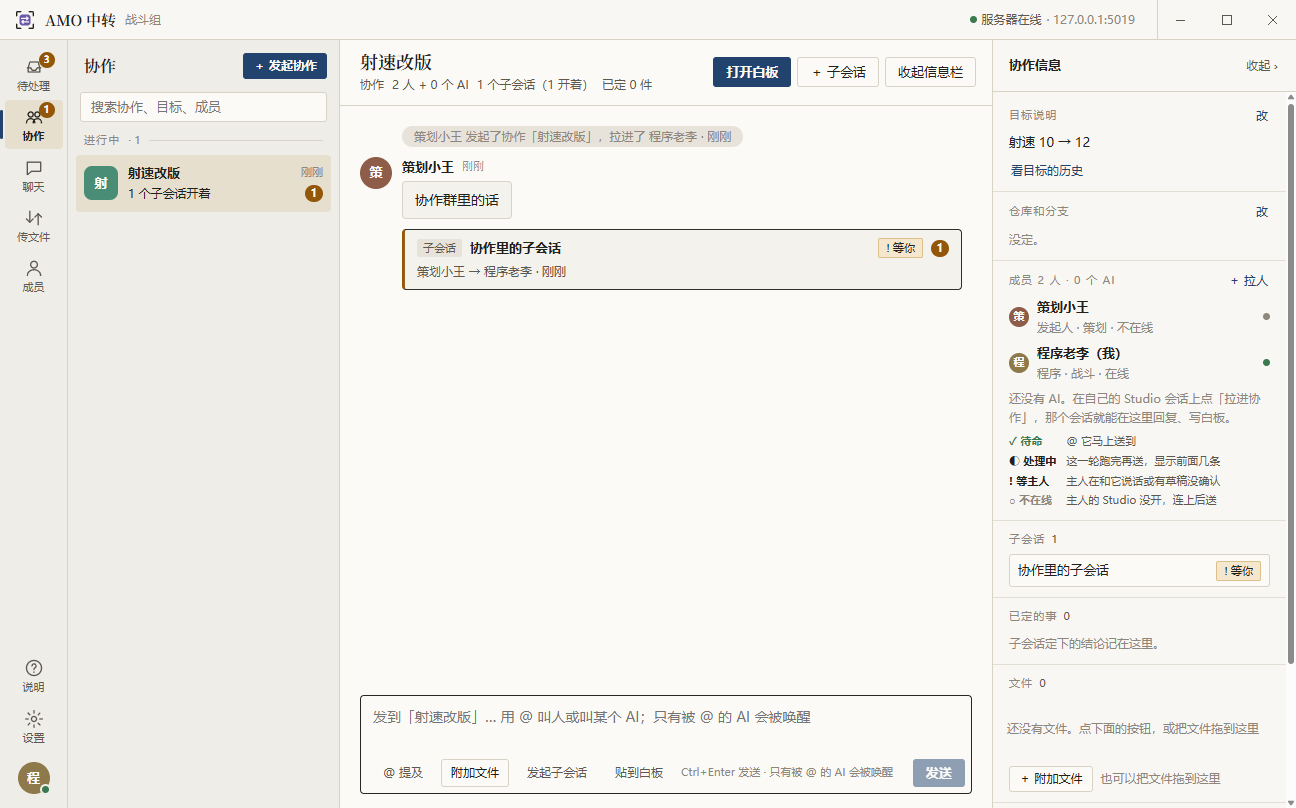 AMO 中转 战斗组
服务器在线 · 127.0.0.1:5019
3
待处理
1
协作
聊天
传文件
成员
说明
设置
程
协作
+ 发起协作
搜索协作、目标、成员
进行中 · 1
射
射速改版
刚刚
1 个子会话开着
1
射速改版
协作 2 人 + 0 个 AI 1 个子会话（1 开着） 已定 0 件
打开白板
+ 子会话
收起信息栏
策划小王 发起了协作「射速改版」，拉进了 程序老李 · 刚刚
策
策划小王 刚刚
协作群里的话
子会话 协作里的子会话
! 等你
1
策划小王 → 程序老李 · 刚刚
发到「射速改版」... 用 @ 叫人或叫某个 AI；只有被 @ 的 AI 会被唤醒
@ 提及
附加文件
发起子会话
贴到白板
Ctrl+Enter 发送 · 只有被 @ 的 AI 会被唤醒
发送
协作信息
收起 ›
目标说明
改
射速 10 → 12
看目标的历史
仓库和分支
改
没定。
成员 2 人 · 0 个 AI
+ 拉人
策
策划小王
发起人 · 策划 · 不在线
程
程序老李（我）
程序 · 战斗 · 在线
还没有 AI。在自己的 Studio 会话上点「拉进协
作」，那个会话就能在这里回复、写白板。
✓ 待命 @ 它马上送到
◐ 处理中 这一轮跑完再送，显示前面几条
! 等主人 主人在和它说话或有草稿没确认
○ 不在线 主人的 Studio 没开，连上后送
子会话 1
协作里的子会话
! 等你
已定的事 0
子会话定下的结论记在这里。
文件 0
还没有文件。点下面的按钮，或把文件拖到这里
+ 附加文件
也可以把文件拖到这里